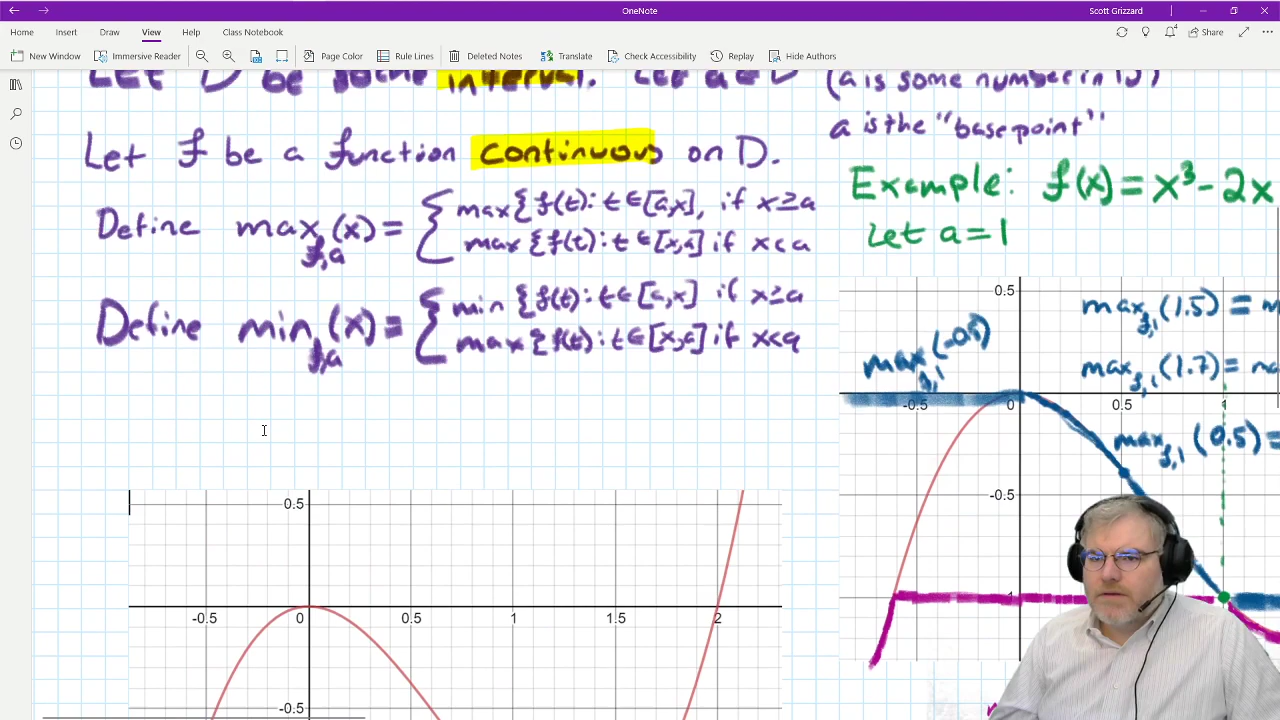 OneNote
Scott Grizzard
Home Insert Draw View Help Class Notebook
Share
New Window Immersive Reader Page Color Rule Lines Deleted Notes Translate Check Accessibility Replay Hide Authors
Let D be some interval. Let a ∈ D
(a is some number in D)
a is the "basepoint"
Let f be a function continuous on D.
Define max f,a (x) = { max{f(t): t∈[a,x], if x≥a
max{f(t): t∈[x,a] if x<a
Define min f,a (x) = { min {f(t): t∈[a,x] if x≥a
max{f(t): t∈[x,a] if x<a
Example: f(x) = x³ - 2x
Let a = 1
0.5
max f,1 (1.5) =
max f,1 (-0.5)
max f,1 (1.7) =
-0.5 0 0.5 1
max f,1 (0.5) =
-0.5
0.5
-0.5 0 0.5 1 1.5 2
-0.5